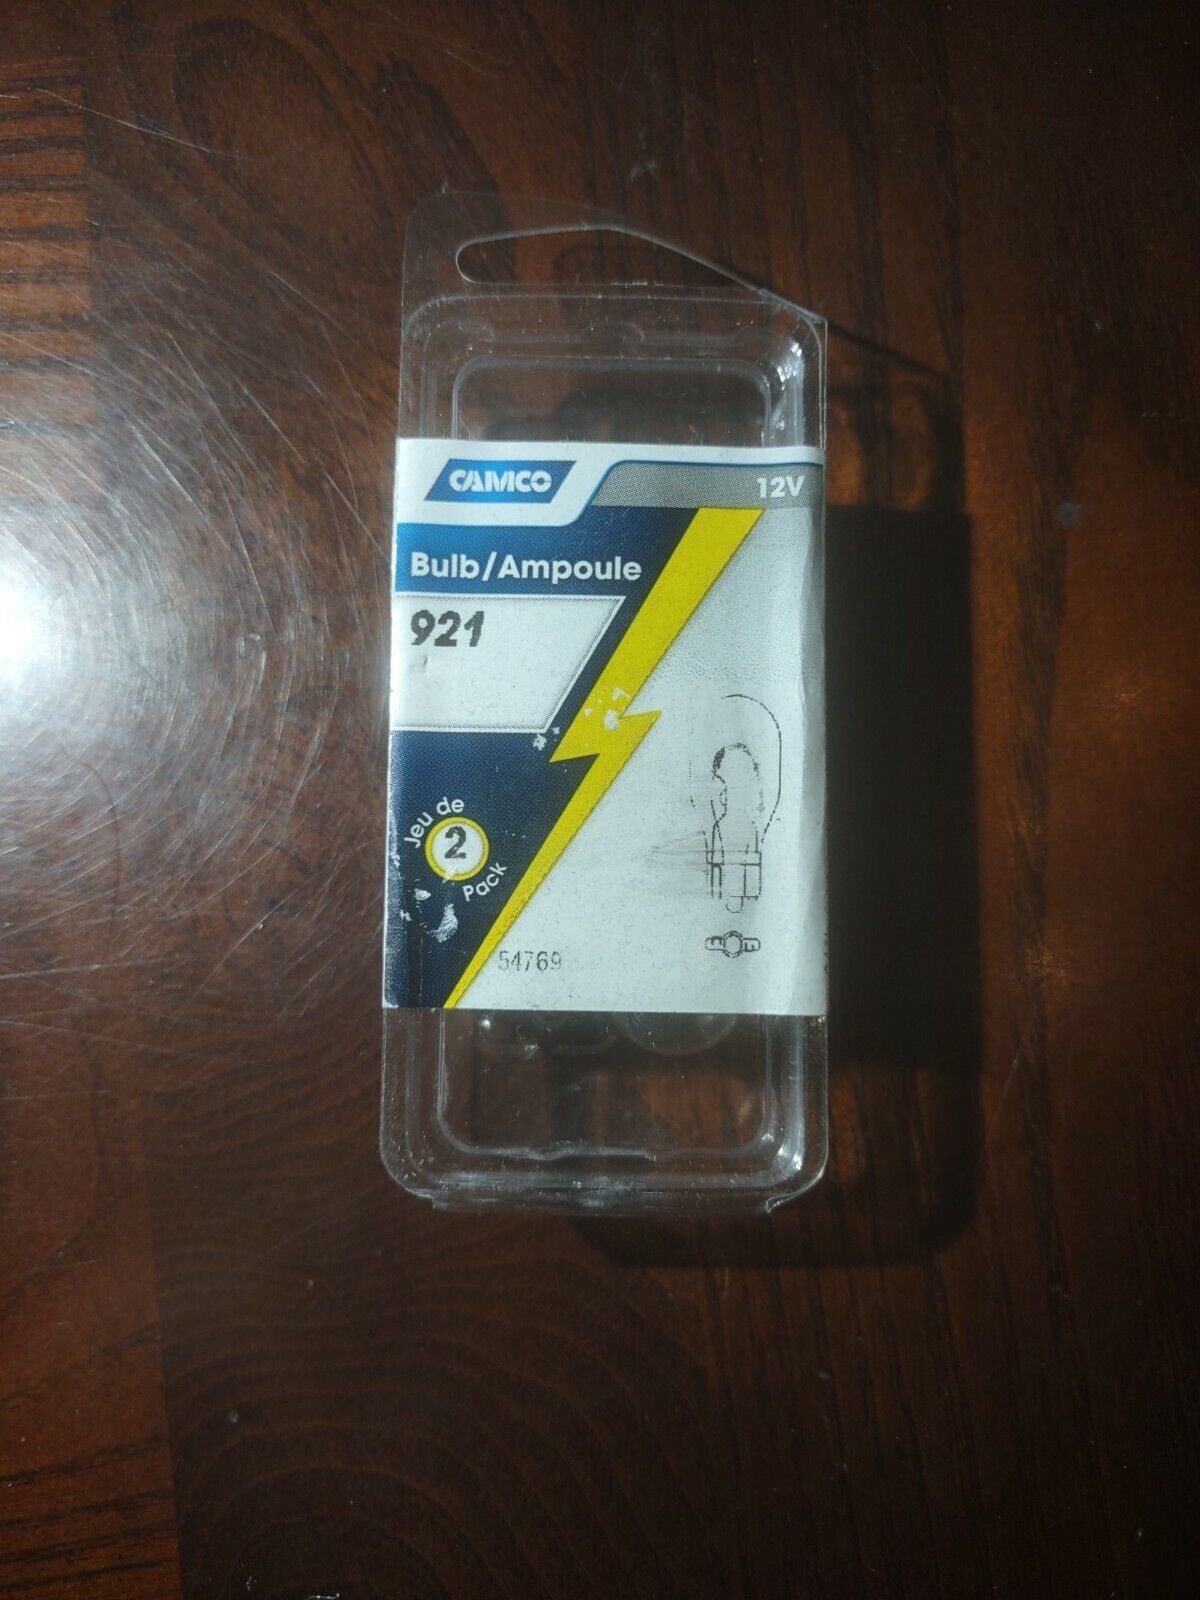 CAMCO
12V
Bulb/Ampoule
921
Jeu de
2
Pack
54769